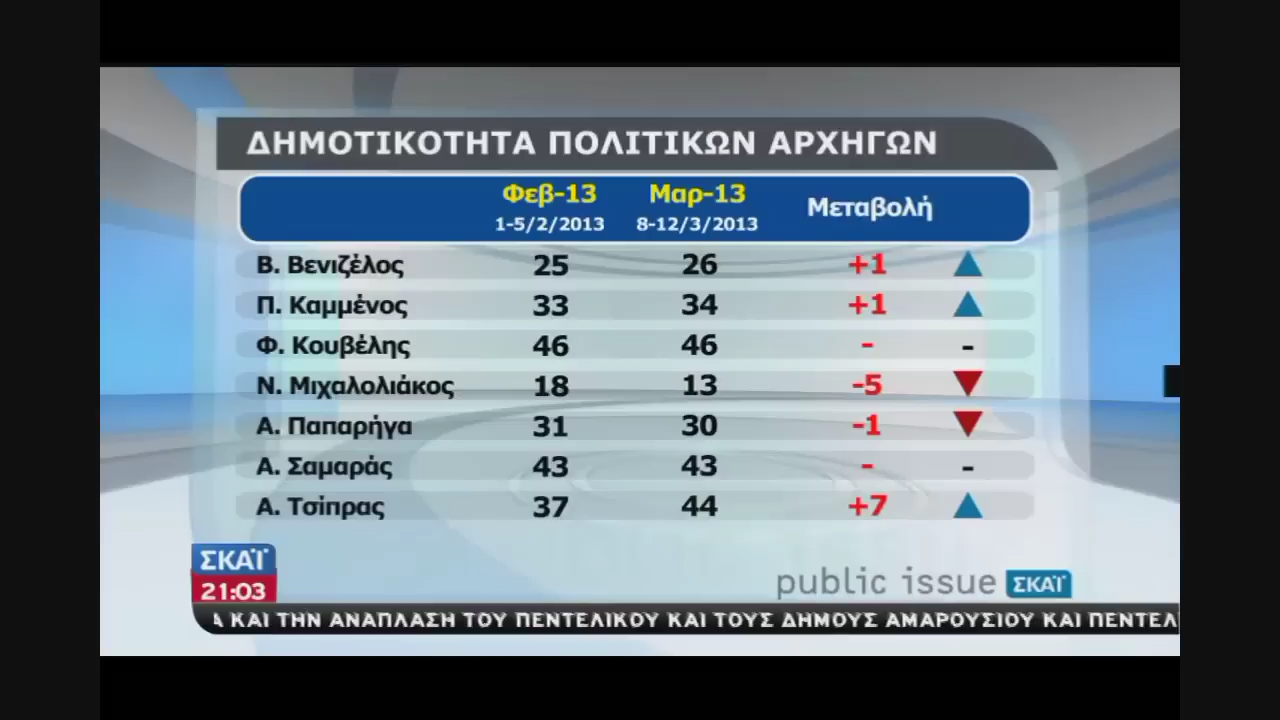 ΔΗΜΟΤΙΚΟΤΗΤΑ ΠΟΛΙΤΙΚΩΝ ΑΡΧΗΓΩΝ
Φεβ-13 Μαρ-13 Μεταβολή
1-5/2/2013 8-12/3/2013
Β. Βενιζέλος 25 26 +1
Π. Καμμένος 33 34 +1
Φ. Κουβέλης 46 46 - -
Ν. Μιχαλολιάκος 18 13 -5
Α. Παπαρήγα 31 30 -1
Α. Σαμαράς 43 43 - -
Α. Τσίπρας 37 44 +7
ΣΚΑΪ
21:03
public issue ΣΚΑΪ
Α ΚΑΙ ΤΗΝ ΑΝΑΠΛΑΣΗ ΤΟΥ ΠΕΝΤΕΛΙΚΟΥ ΚΑΙ ΤΟΥΣ ΔΗΜΟΥΣ ΑΜΑΡΟΥΣΙΟΥ ΚΑΙ ΠΕΝΤΕΛ